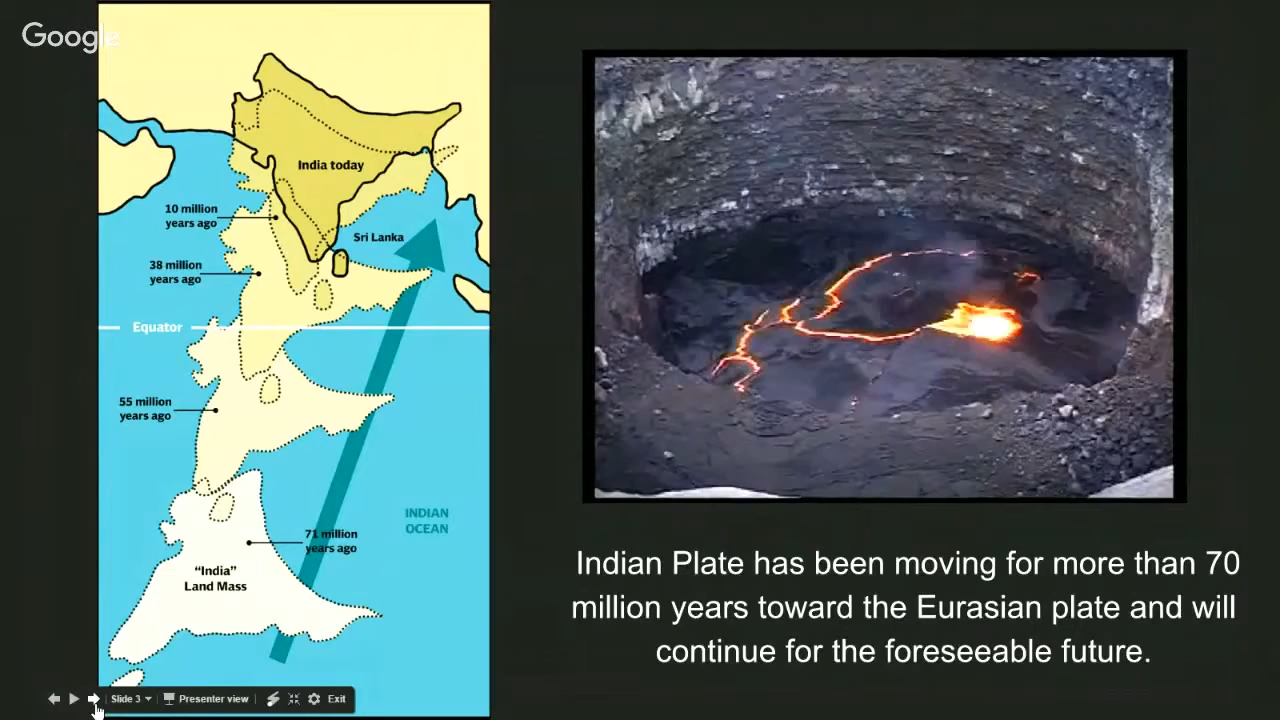 Google
India today
10 million
years ago
Sri Lanka
38 million
years ago
Equator
55 million
years ago
INDIAN
OCEAN
71 million
years ago
“India”
Land Mass
Indian Plate has been moving for more than 70
million years toward the Eurasian plate and will
continue for the foreseeable future.
Slide 3
Presenter view
Exit